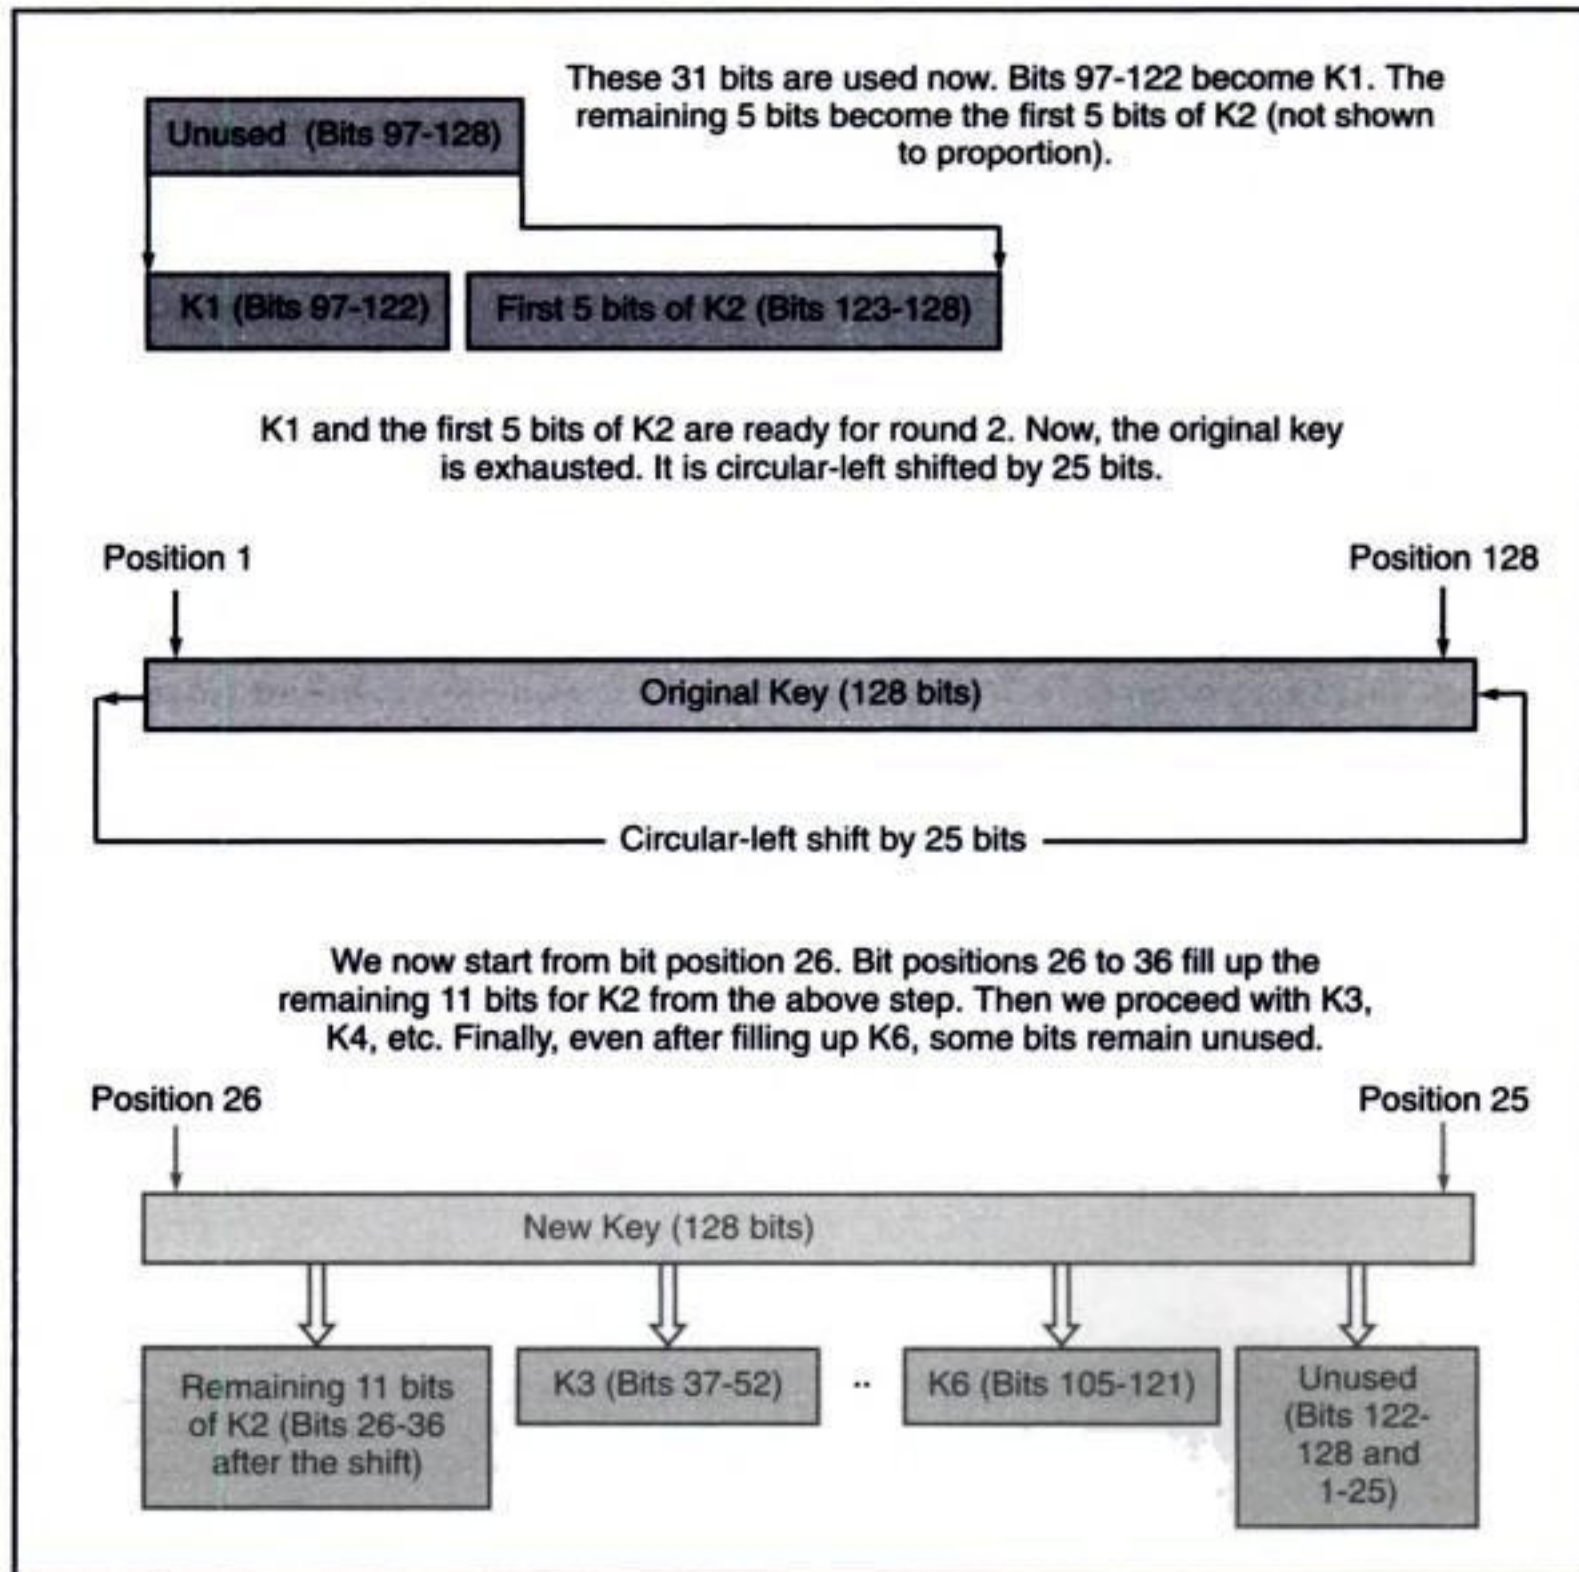 These 31 bits are used now. Bits 97-122 become K1. The
remaining 5 bits become the first 5 bits of K2 (not shown
to proportion).
Unused (Bits 97-128)
K1 (Bits 97-122)
First 5 bits of K2 (Bits 123-128)
K1 and the first 5 bits of K2 are ready for round 2. Now, the original key
is exhausted. It is circular-left shifted by 25 bits.
Position 1
Position 128
Original Key (128 bits)
Circular-left shift by 25 bits
We now start from bit position 26. Bit positions 26 to 36 fill up the
remaining 11 bits for K2 from the above step. Then we proceed with K3,
K4, etc. Finally, even after filling up K6, some bits remain unused.
Position 26
Position 25
New Key (128 bits)
Remaining 11 bits
of K2 (Bits 26-36
after the shift)
K3 (Bits 37-52)
..
K6 (Bits 105-121)
Unused
(Bits 122-
128 and
1-25)